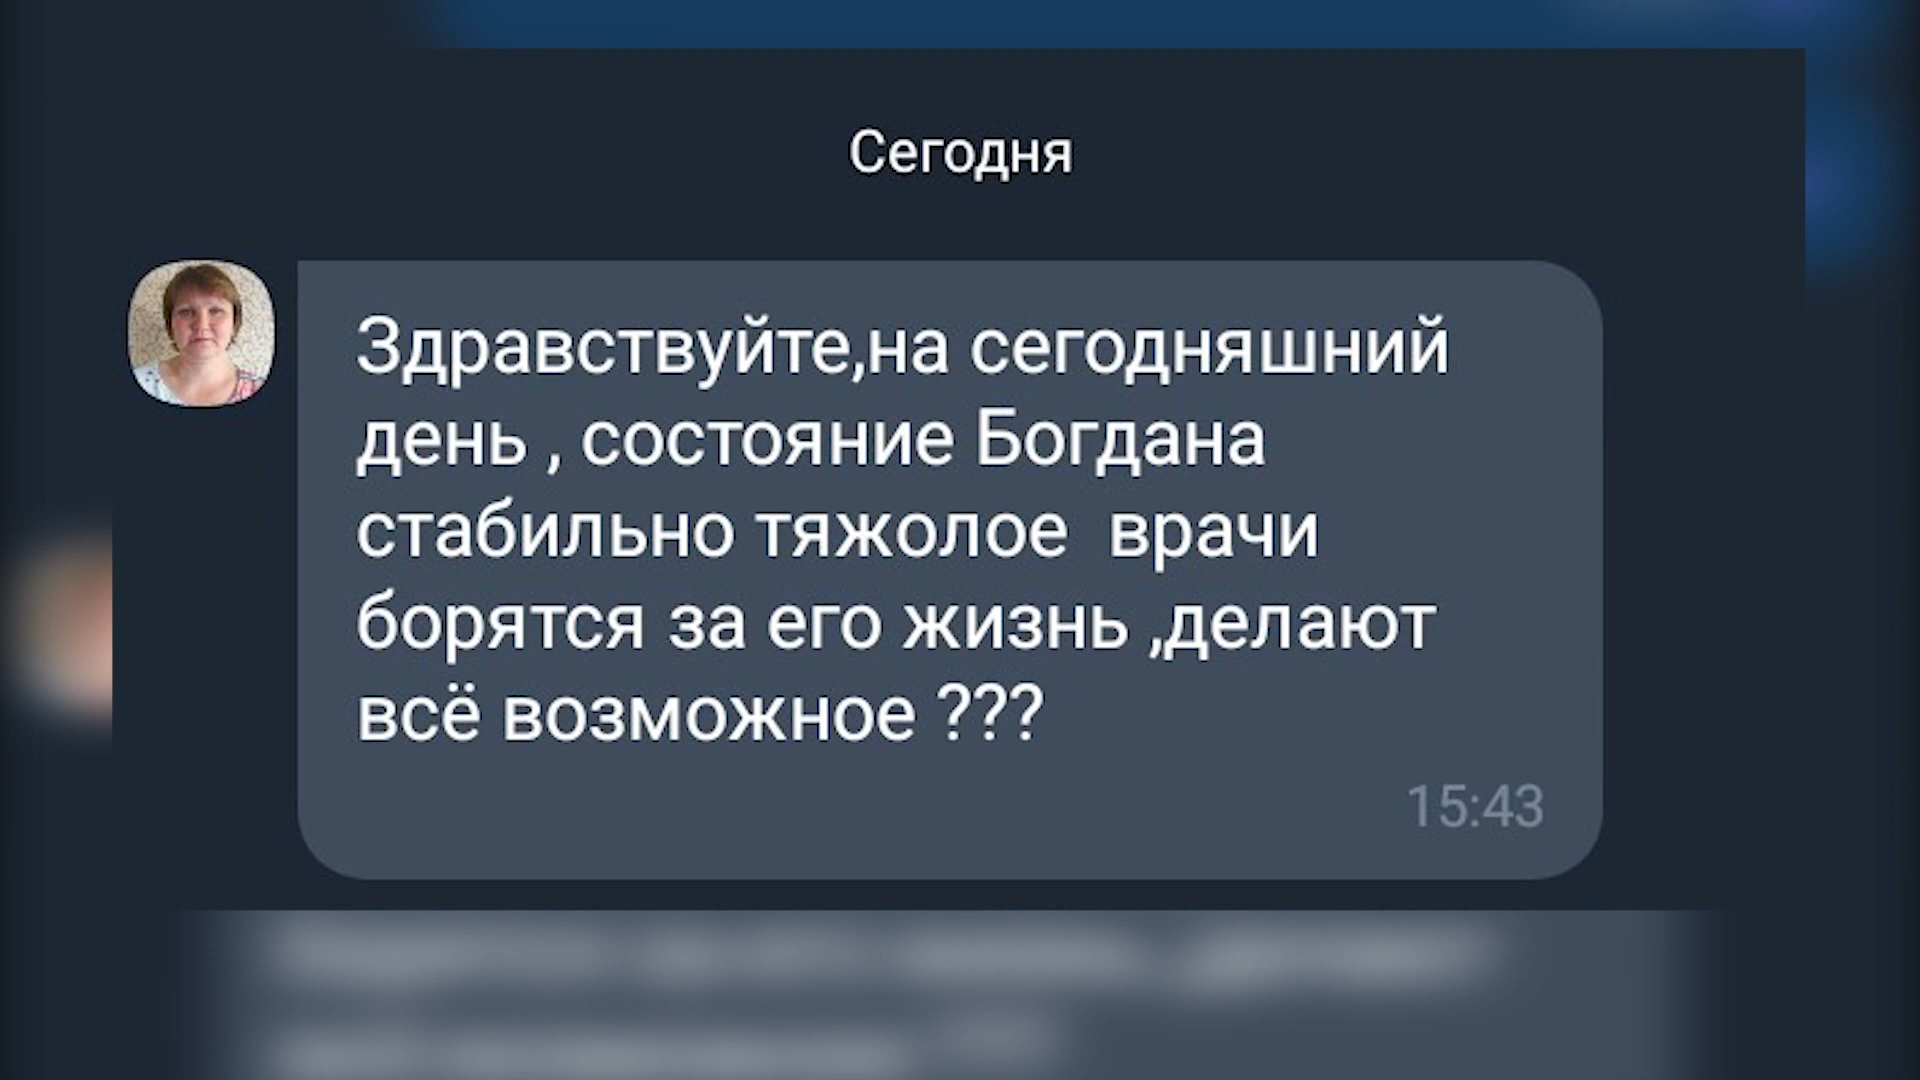 Сегодня
Здравствуйте,на сегодняшний
день , состояние Богдана
стабильно тяжолое  врачи
борятся за его жизнь ,делают
всё возможное ???
15:43